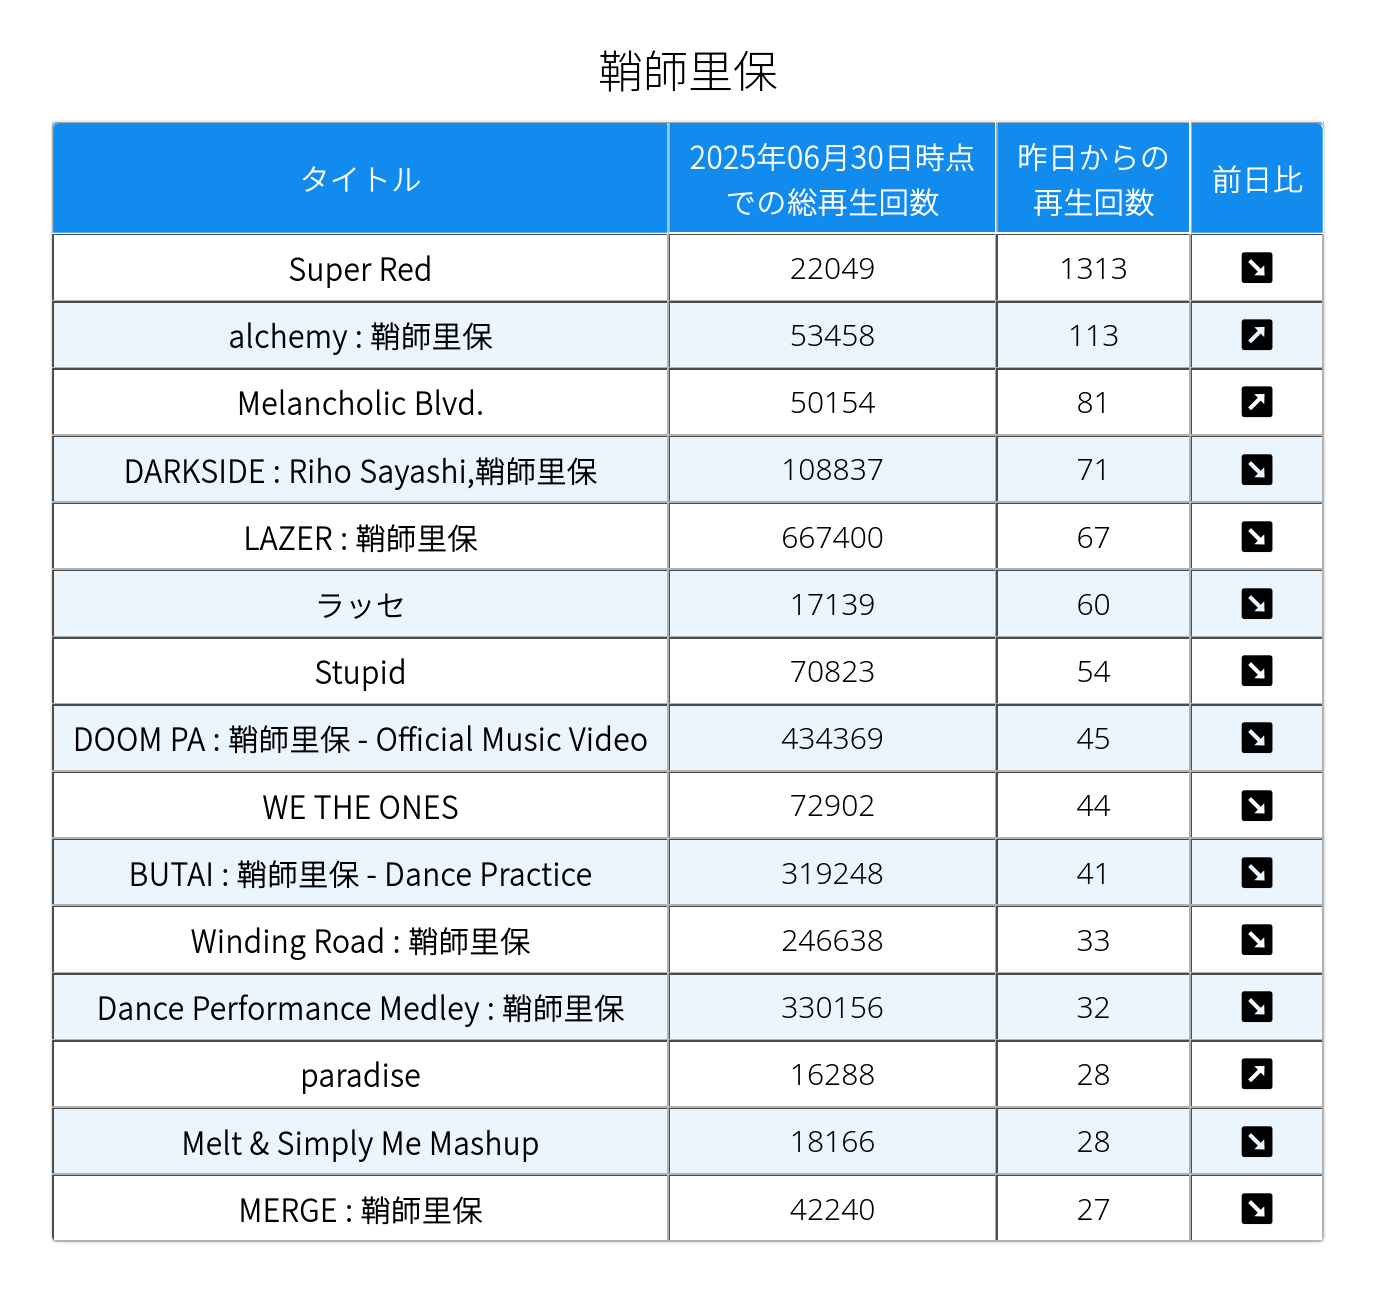 鞘師里保
タイトル 2025年06月30日時点での総再生回数 昨日からの再生回数 前日比
Super Red 22049 1313 ↘
alchemy : 鞘師里保 53458 113 ↗
Melancholic Blvd. 50154 81 ↗
DARKSIDE : Riho Sayashi,鞘師里保 108837 71 ↘
LAZER : 鞘師里保 667400 67 ↘
ラッセ 17139 60 ↘
Stupid 70823 54 ↘
DOOM PA : 鞘師里保 - Official Music Video 434369 45 ↘
WE THE ONES 72902 44 ↘
BUTAI : 鞘師里保 - Dance Practice 319248 41 ↘
Winding Road : 鞘師里保 246638 33 ↘
Dance Performance Medley : 鞘師里保 330156 32 ↘
paradise 16288 28 ↗
Melt & Simply Me Mashup 18166 28 ↘
MERGE : 鞘師里保 42240 27 ↘